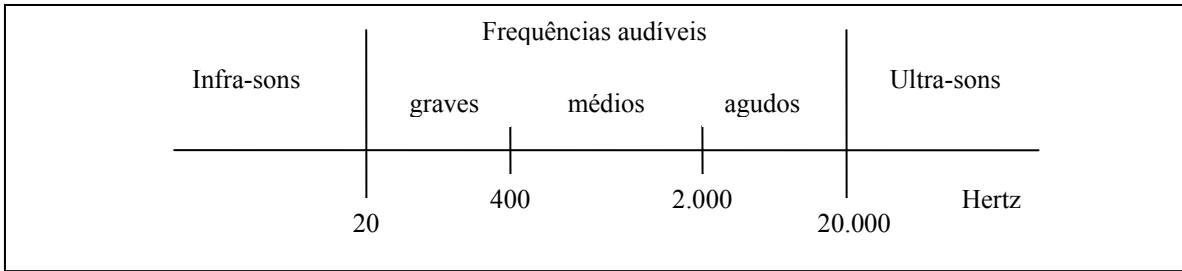 Frequências audíveis
Infra-sons
Ultra-sons
graves médios agudos
400 2.000 Hertz
20 20.000